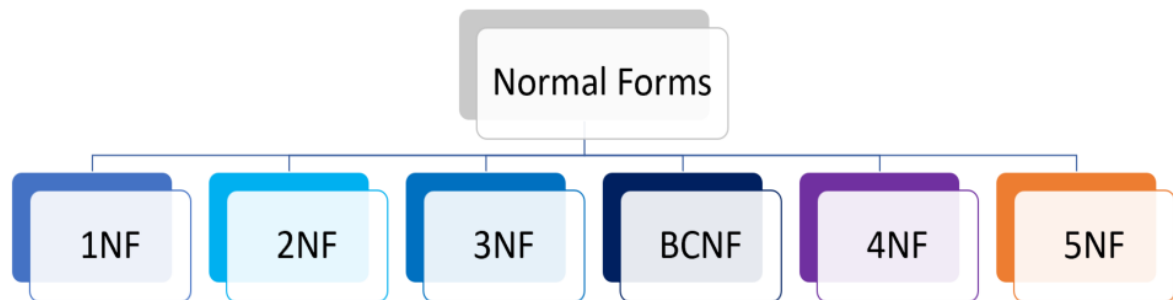 Normal Forms
1NF
2NF
3NF
BCNF
4NF
5NF